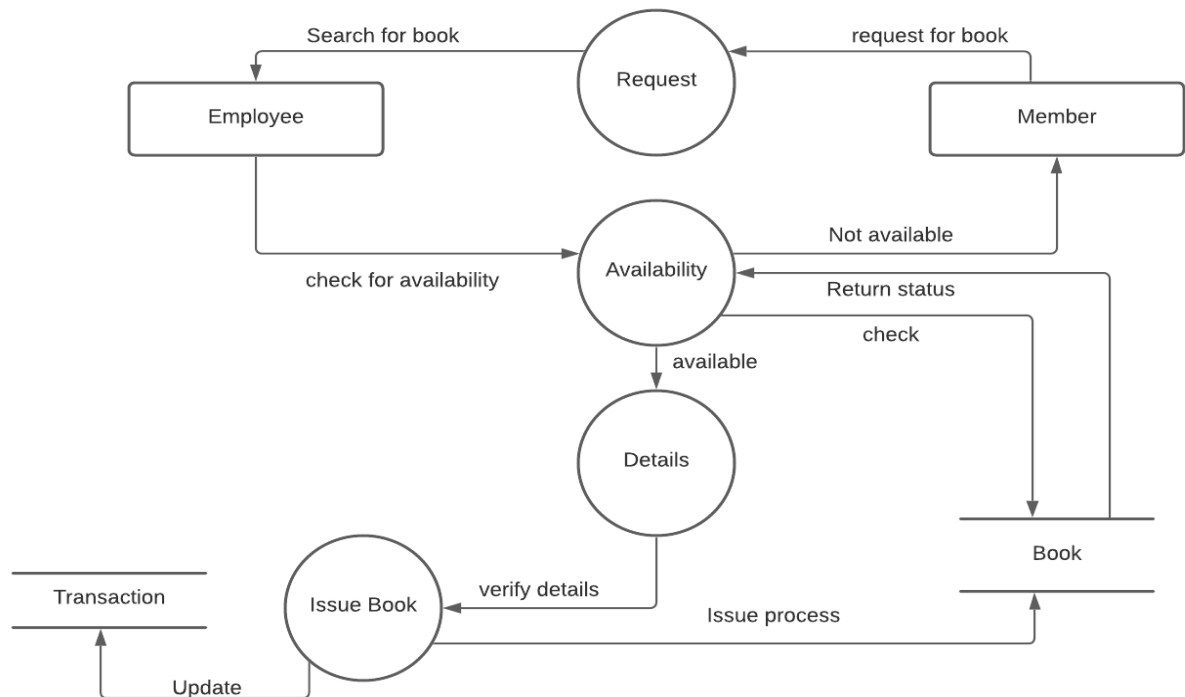 Search for book
request for book
Request
Employee
Member
Not available
Availability
check for availability
Return status
check
available
Details
Book
verify details
Transaction
Issue Book
Issue process
Update